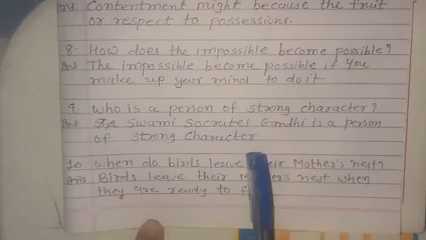 Ans Contentment might because the fruit
or respect to possessions.
8- How does the impossible become possible?
Ans The impossible become possible if you
make up your mind to do it
9. who is a person of strong character?
Ans Swami Socrates Gandhi is a person
of strong character
10 when do birds leave their Mother's nest?
Ans Birds leave their M r's nest when
they are ready to f